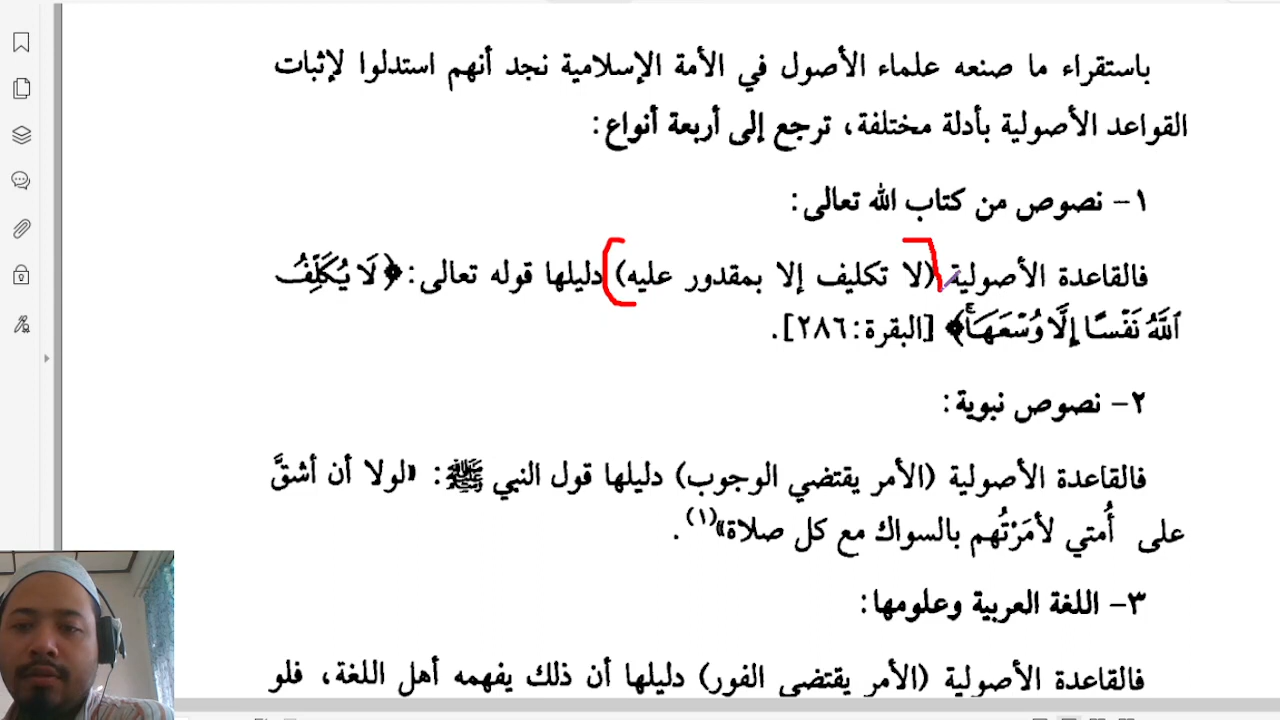 باستقراء ما صنعه علماء الأصول في الأمة الإسلامية نجد أنهم استدلوا لإثبات
القواعد الأصولية بأدلة مختلفة، ترجع إلى أربعة أنواع:
١- نصوص من كتاب الله تعالى:
فالقاعدة الأصولية (لا تكليف إلا بمقدور عليه) دليلها قوله تعالى: ﴿لَا يُكَلِّفُ
ٱللَّهُ نَفْسًا إِلَّا وُسْعَهَاۚ﴾ [البقرة: ٢٨٦].
٢- نصوص نبوية:
فالقاعدة الأصولية (الأمر يقتضي الوجوب) دليلها قول النبي ﷺ: «لولا أن أشقَّ
على أُمتي لأمَرْتُهم بالسواك مع كل صلاة»(١).
٣- اللغة العربية وعلومها:
فالقاعدة الأصولية (الأمر يقتضي الفور) دليلها أن ذلك يفهمه أهل اللغة، فلو